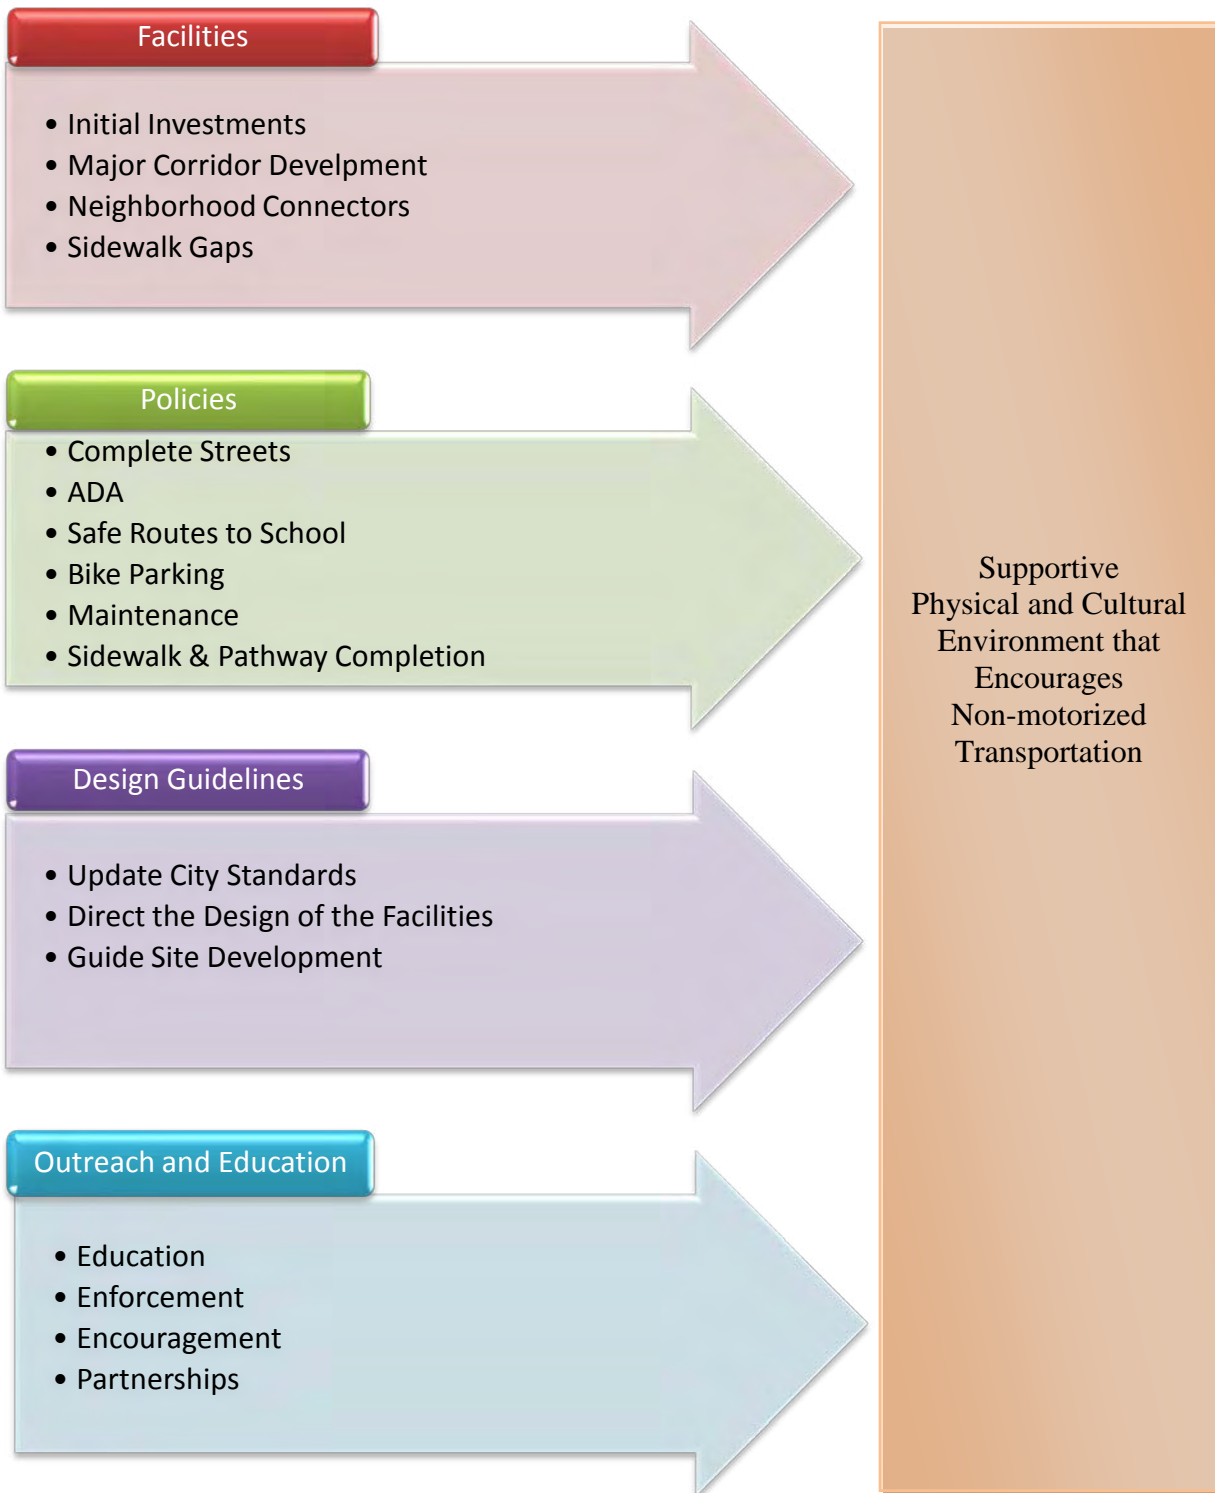 Facilities
• Initial Investments
• Major Corridor Develpment
• Neighborhood Connectors
• Sidewalk Gaps
Policies
• Complete Streets
• ADA
• Safe Routes to School
• Bike Parking
• Maintenance
• Sidewalk & Pathway Completion
Design Guidelines
• Update City Standards
• Direct the Design of the Facilities
• Guide Site Development
Outreach and Education
• Education
• Enforcement
• Encouragement
• Partnerships
Supportive
Physical and Cultural
Environment that
Encourages
Non-motorized
Transportation